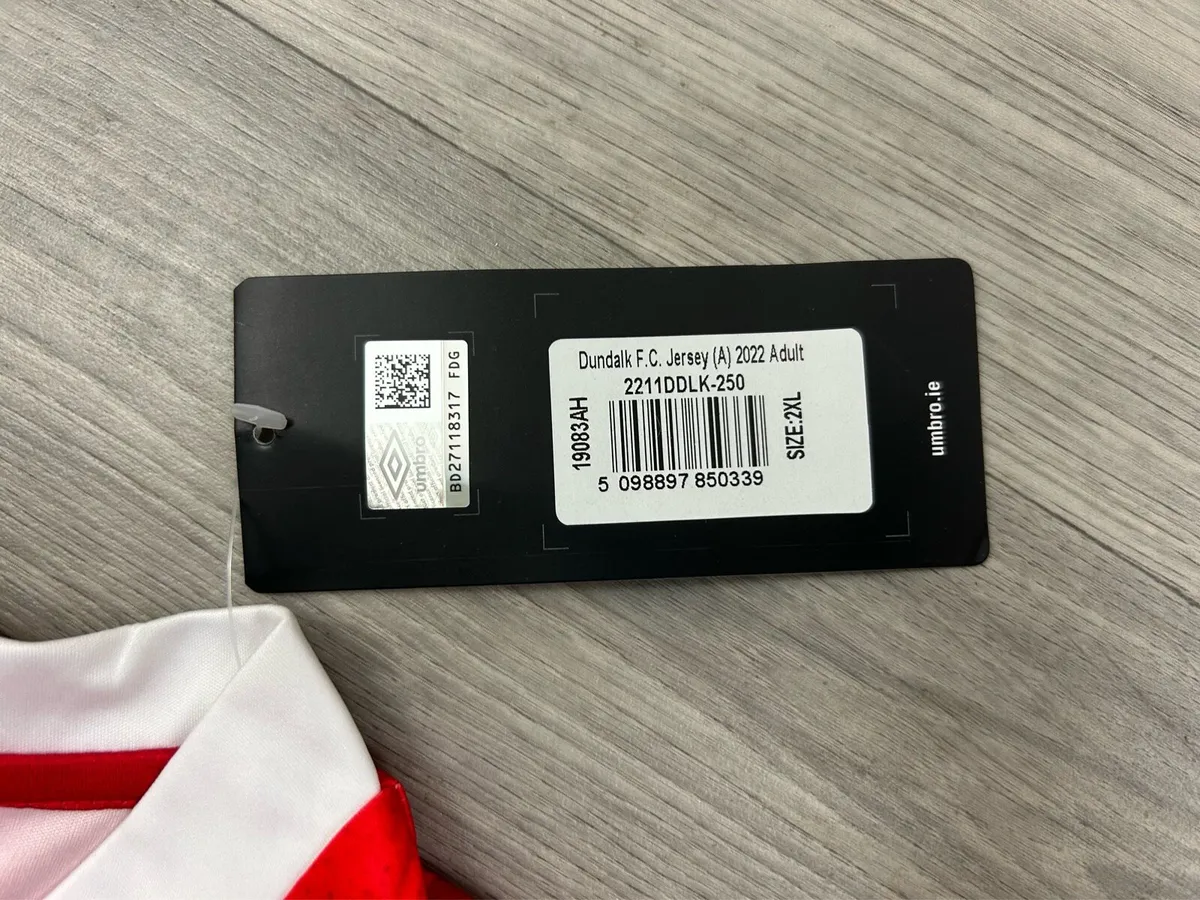 BD27118317 FDG
umbro
Dundalk F.C. Jersey (A) 2022 Adult
2211DDLK-250
19083AH
SIZE:2XL
5 098897 850339
umbro.ie